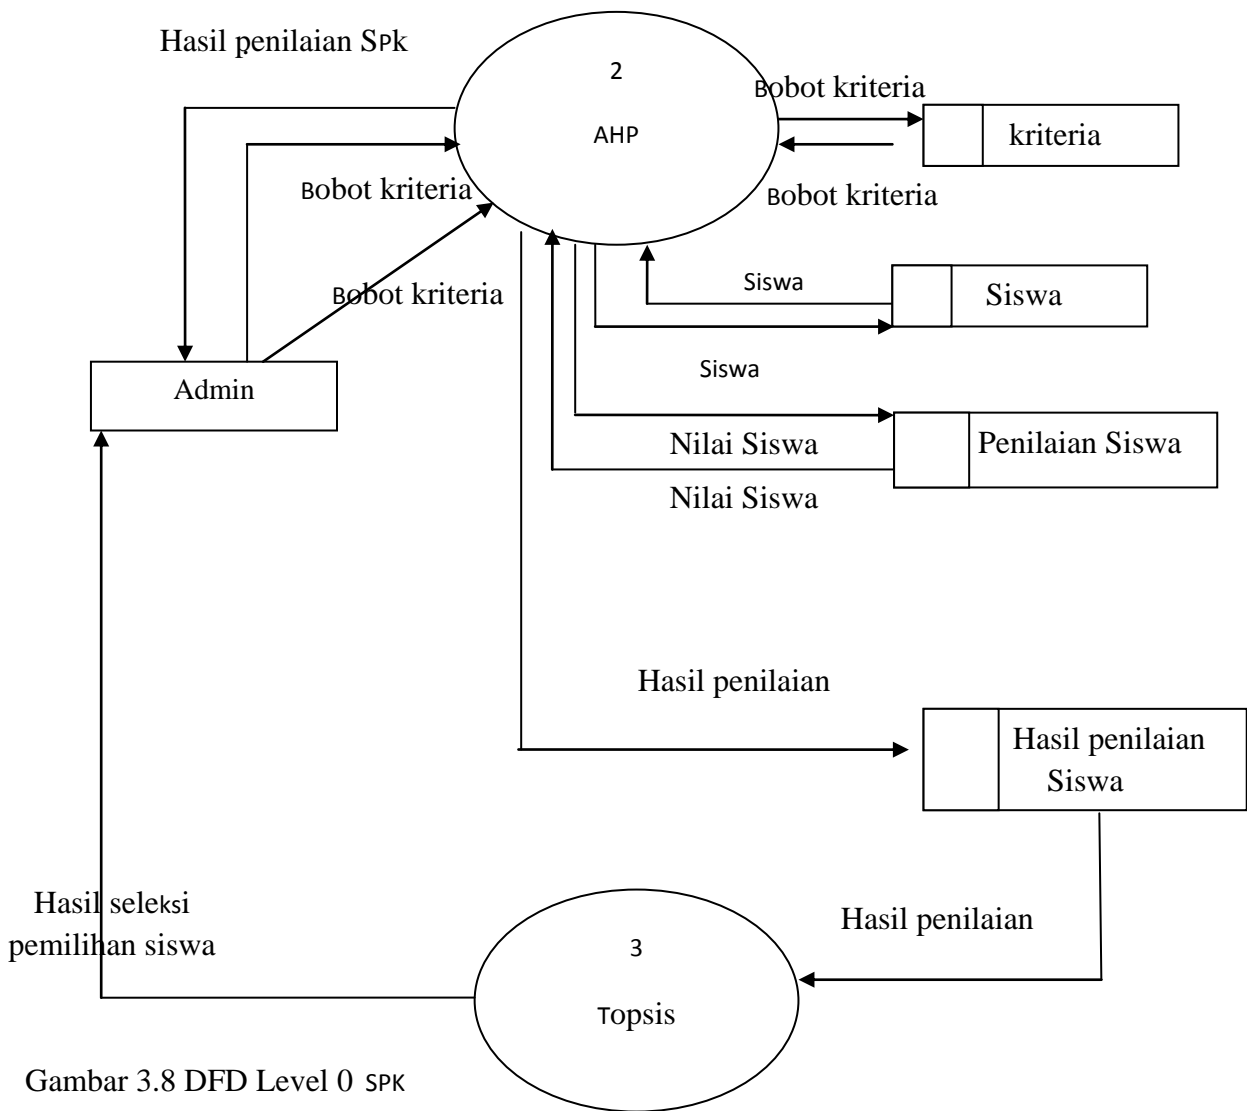 Hasil penilaian SPk
2
AHP
Bobot kriteria
kriteria
Bobot kriteria
Bobot kriteria
Bobot kriteria
Siswa
Siswa
Siswa
Admin
Nilai Siswa
Penilaian Siswa
Nilai Siswa
Hasil penilaian
Hasil penilaian
Siswa
Hasil seleksi
pemilihan siswa
Hasil penilaian
3
Topsis
Gambar 3.8 DFD Level 0 SPK